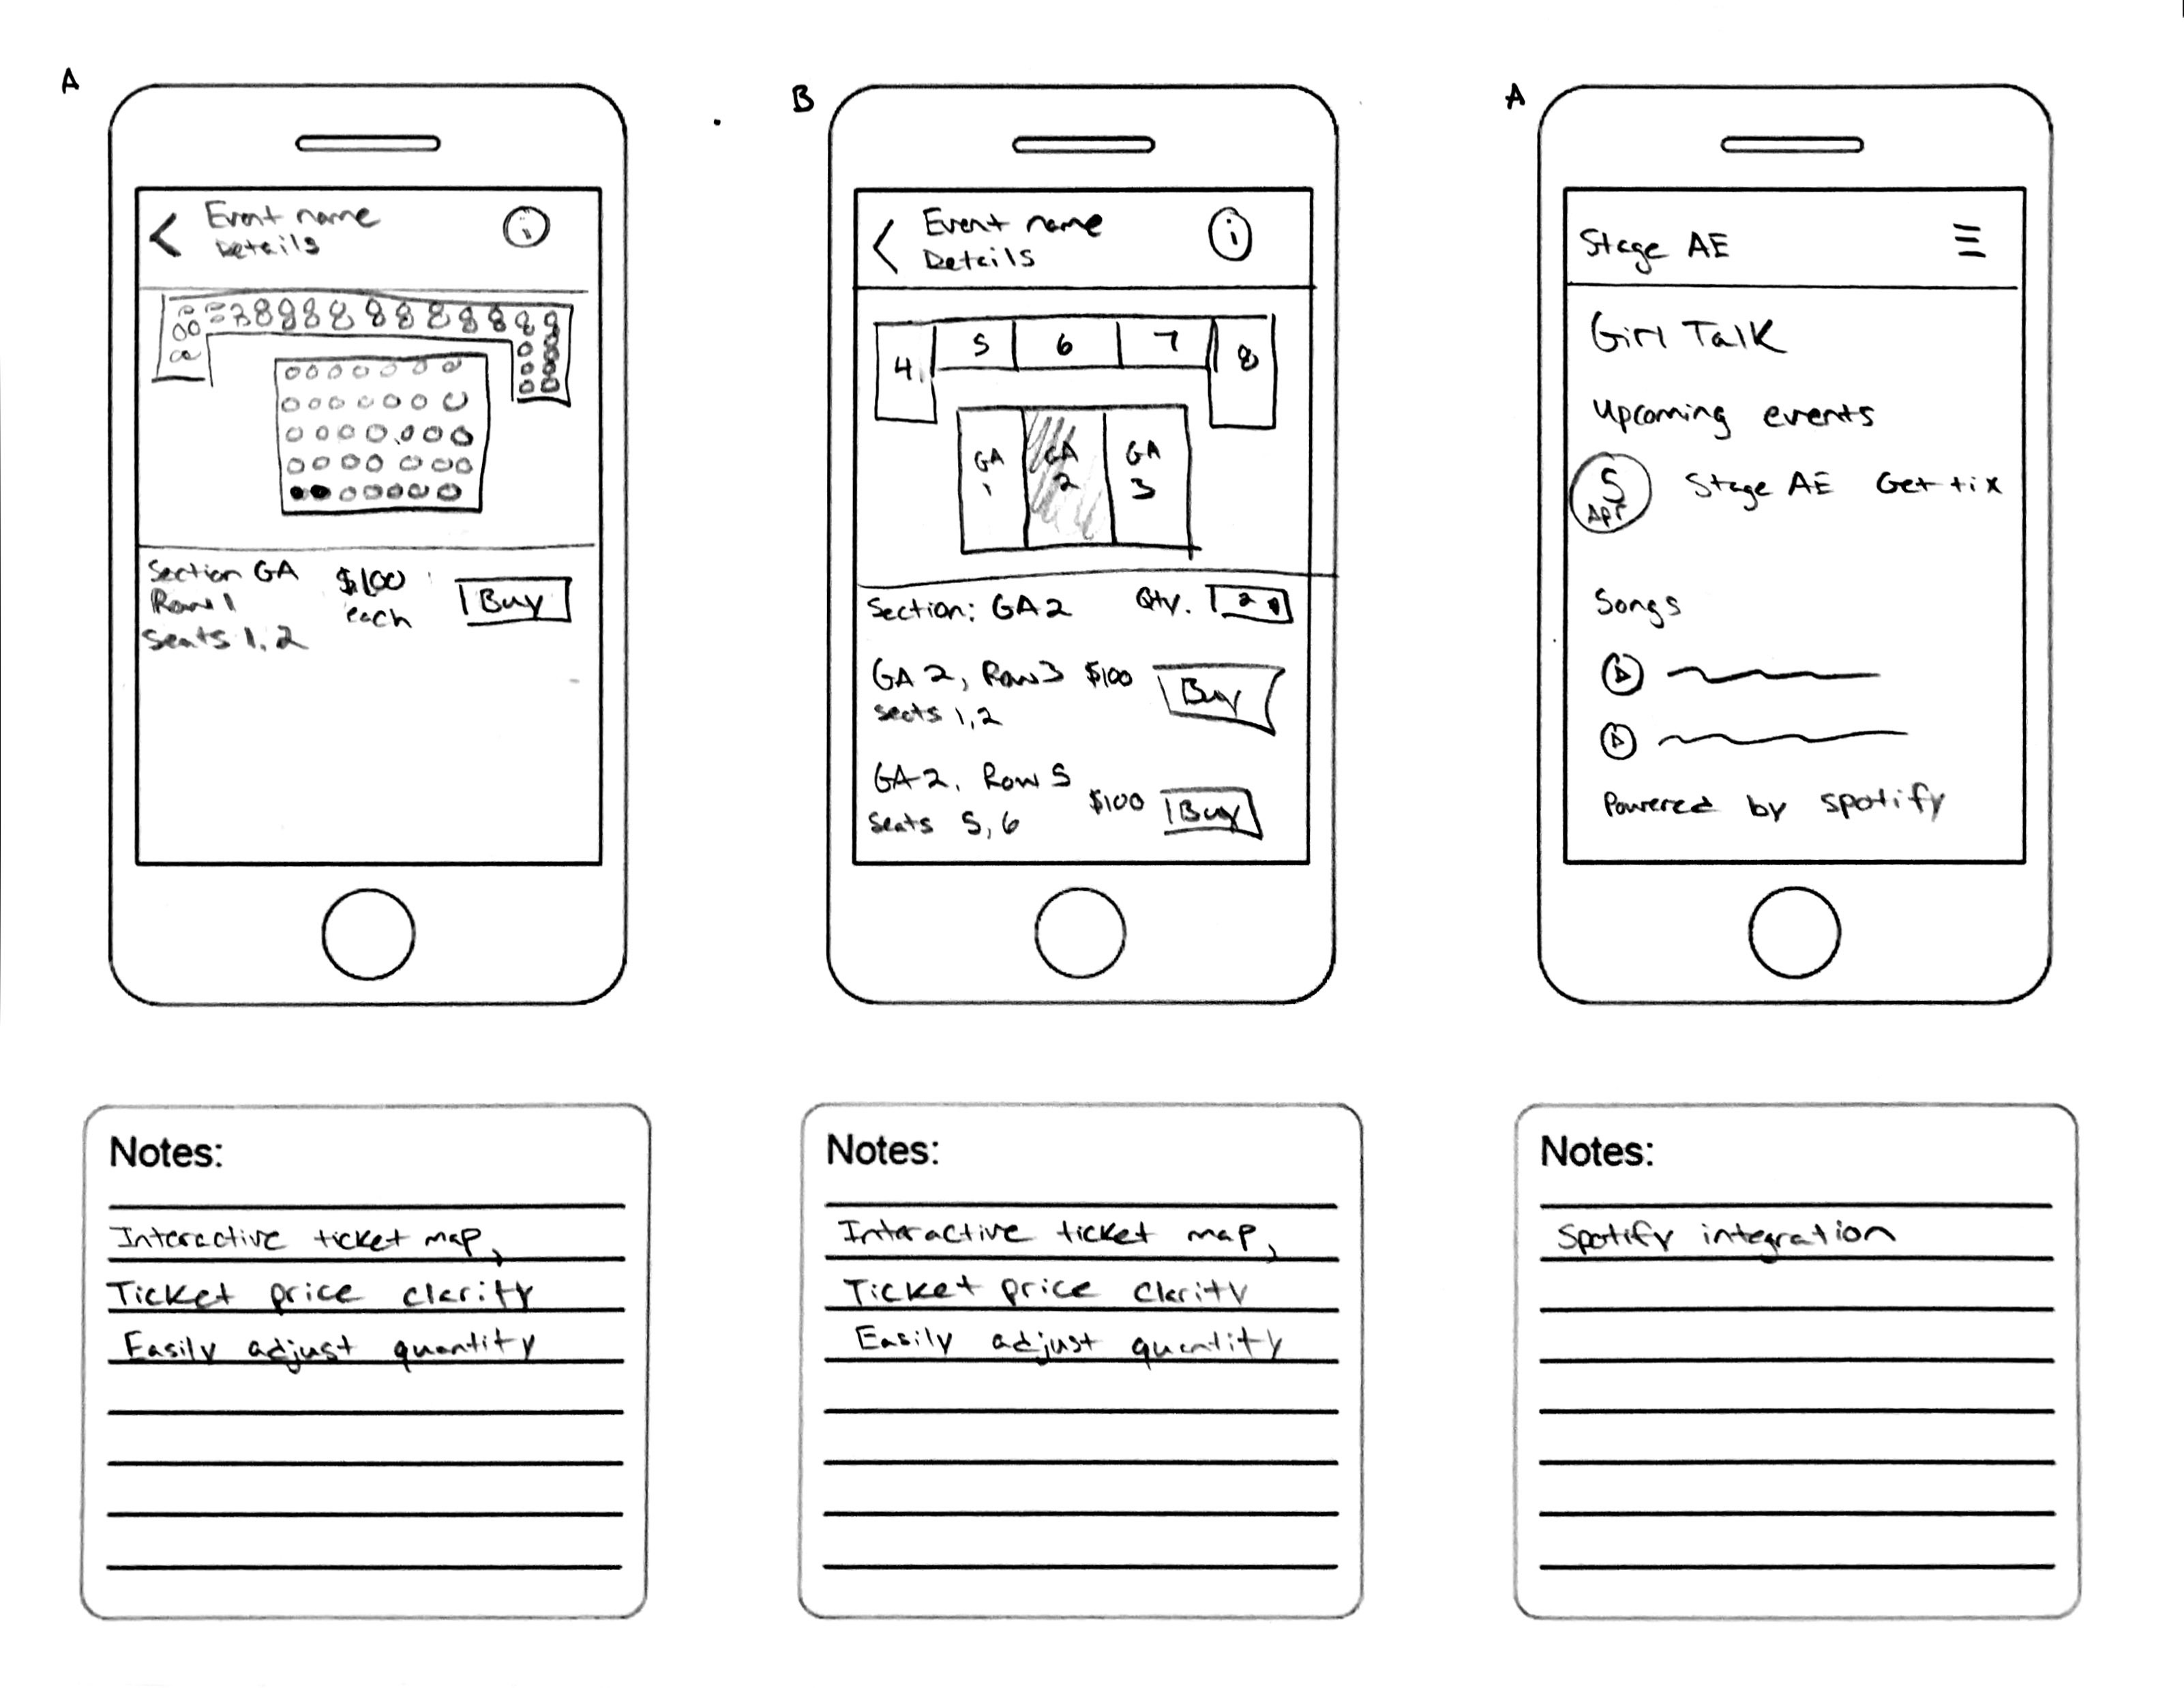 A
Event name
Details
i
Section GA
Row 1
Seats 1, 2
$100
each
Buy
Notes:
Interactive ticket map,
Ticket price clarity
Easily adjust quantity
B
Event name
Details
i
4
5
6
7
8
GA
1
GA
2
GA
3
Section: GA2
Qty.
2
GA 2, Row 3
seats 1,2
$100
Buy
GA 2, Row 5
Seats 5, 6
$100
Buy
Notes:
Interactive ticket map,
Ticket price clarity
Easily adjust quantity
A
Stage AE
Girl Talk
Upcoming events
5
Apr
Stage AE Get tix
Songs
Powered by spotify
Notes:
Spotify integration